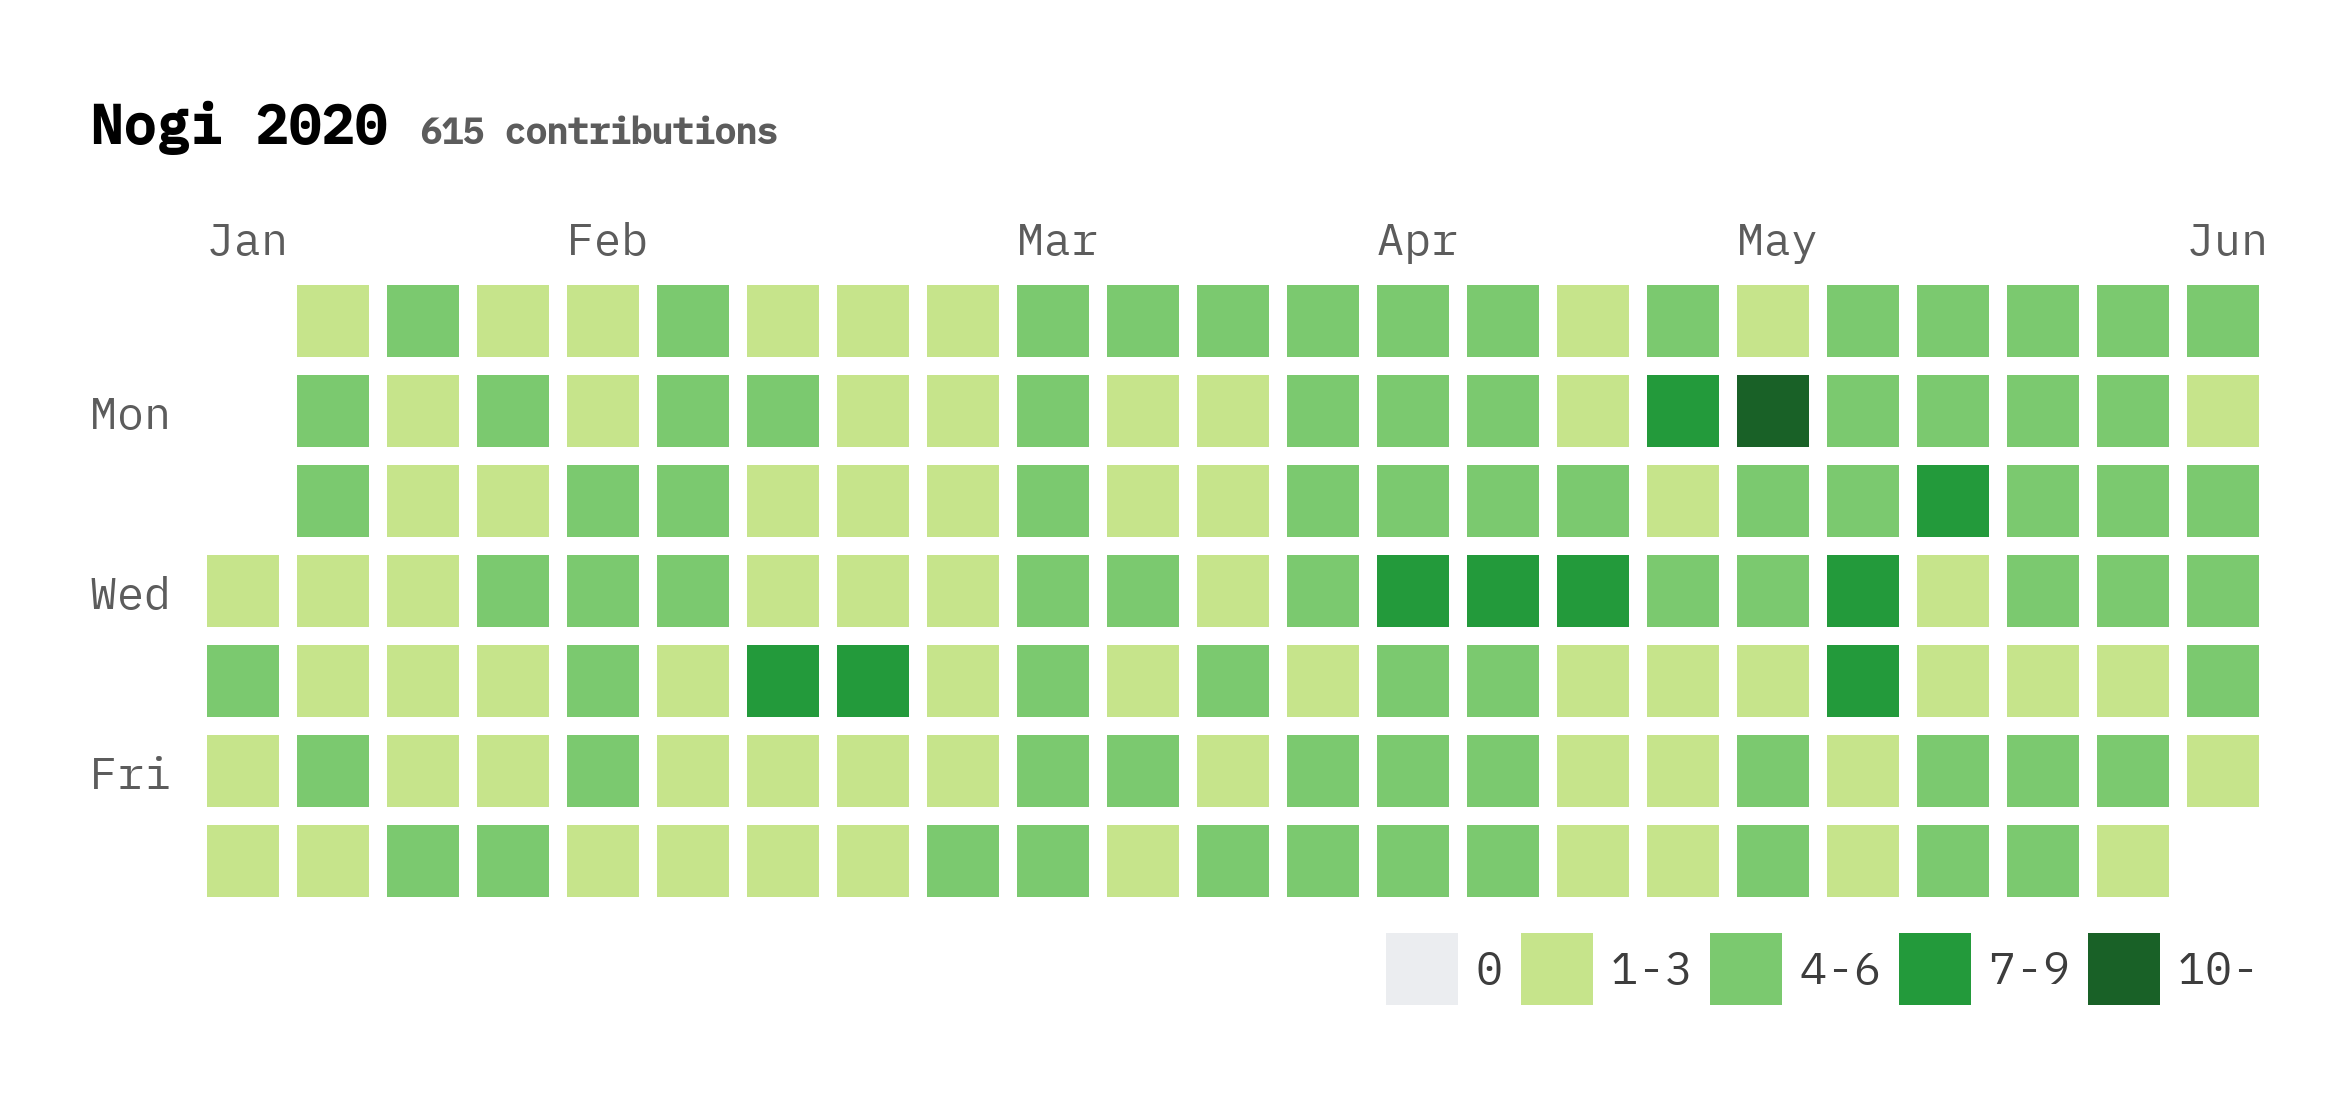 Nogi 2020 615 contributions
Jan Feb Mar Apr May Jun
Mon
Wed
Fri
0 1-3 4-6 7-9 10-